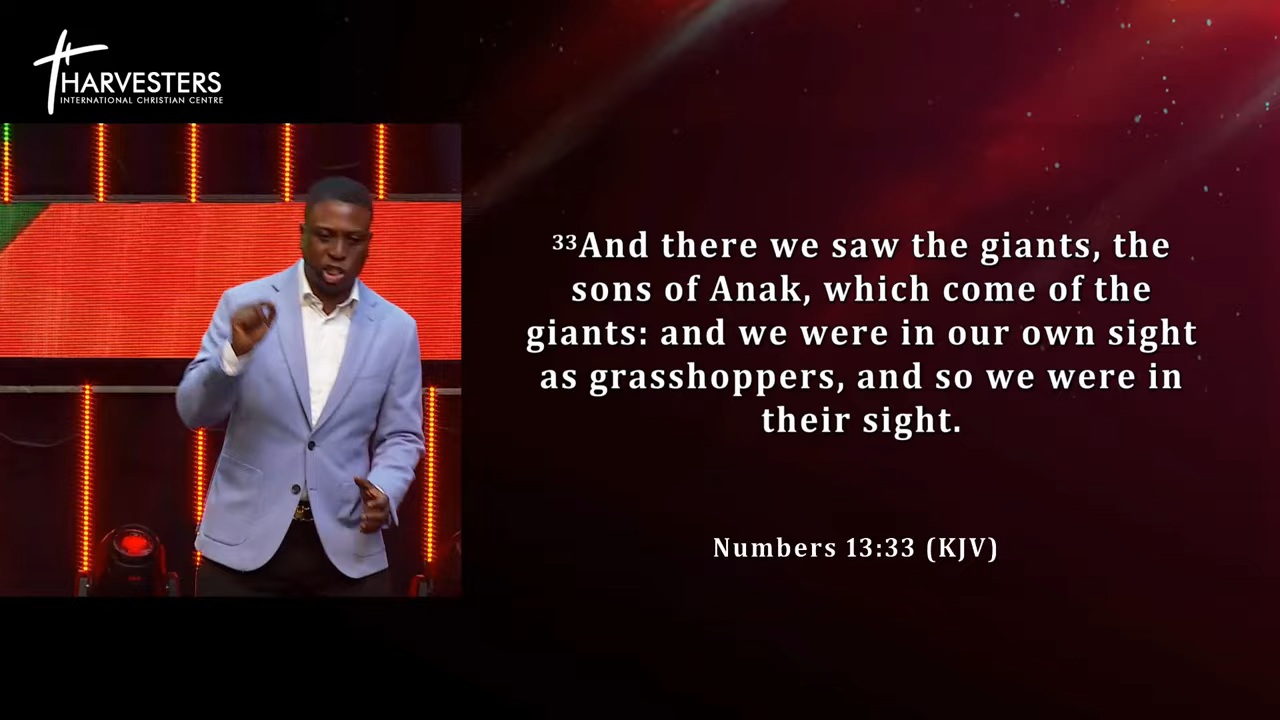 HARVESTERS
INTERNATIONAL CHRISTIAN CENTRE
³³And there we saw the giants, the
sons of Anak, which come of the
giants: and we were in our own sight
as grasshoppers, and so we were in
their sight.
Numbers 13:33 (KJV)